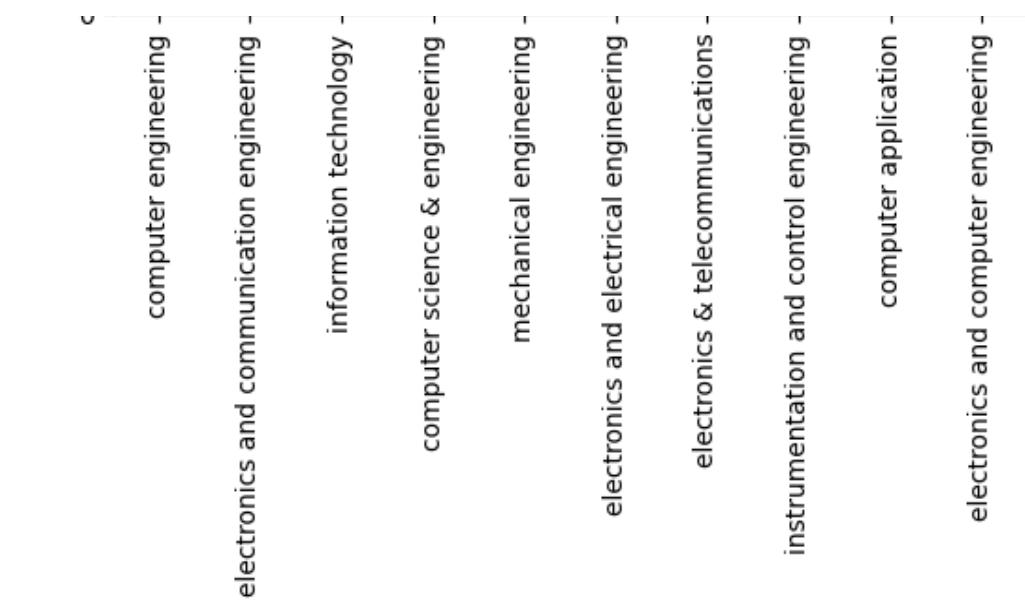 computer engineering
electronics and communication engineering
information technology
computer science & engineering
mechanical engineering
electronics and electrical engineering
electronics & telecommunications
instrumentation and control engineering
computer application
electronics and computer engineering